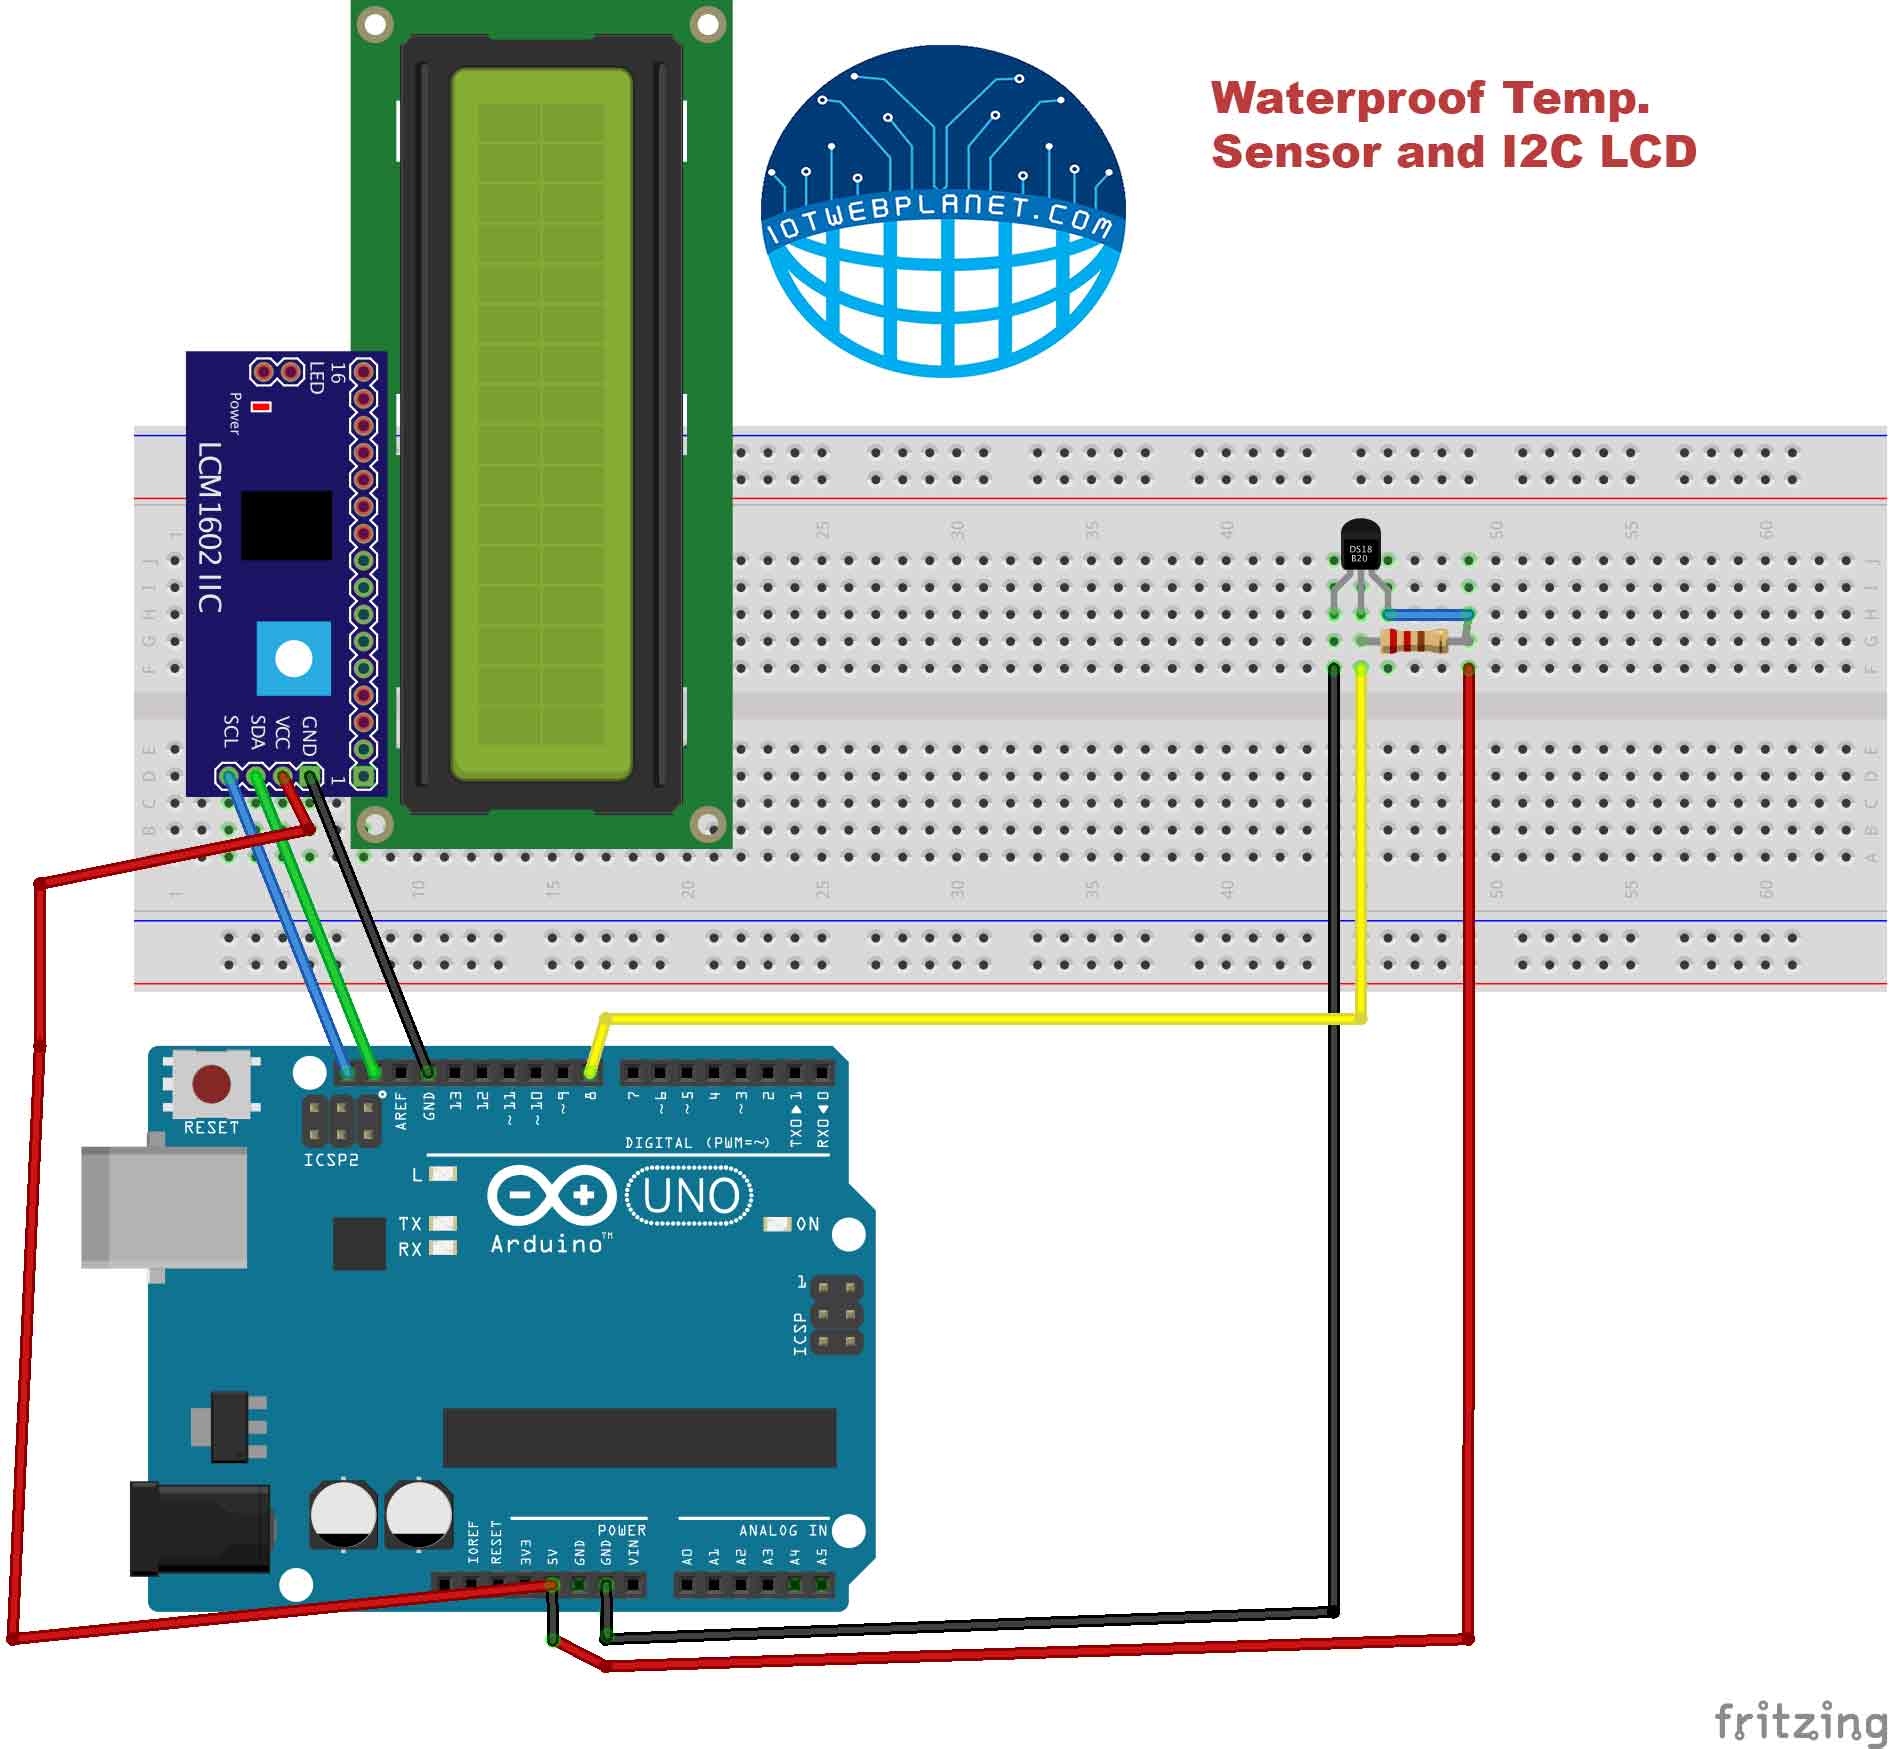 Waterproof Temp.
Sensor and I2C LCD
IOTWEBPLANET.COM
LED
16
Power
LCM1602 IIC
SCL
SDA
VCC
GND
1
1
25
30
35
40
50
55
60
J
I
H
G
F
J
I
H
G
F
DS18
B20
E
D
C
B
E
D
C
B
A
1
10
15
20
25
30
35
40
50
55
60
RESET
ICSP2
AREF
GND
13
12
~11
~10
~9
8
7
~6
~5
4
~3
2
TX0▶1
RX0◀0
DIGITAL (PWM=~)
L
TX
RX
Arduino™
UNO
ON
1
ICSP
IOREF
RESET
3V3
5V
GND
GND
VIN
POWER
ANALOG IN
A0
A1
A2
A3
A4
A5
fritzing